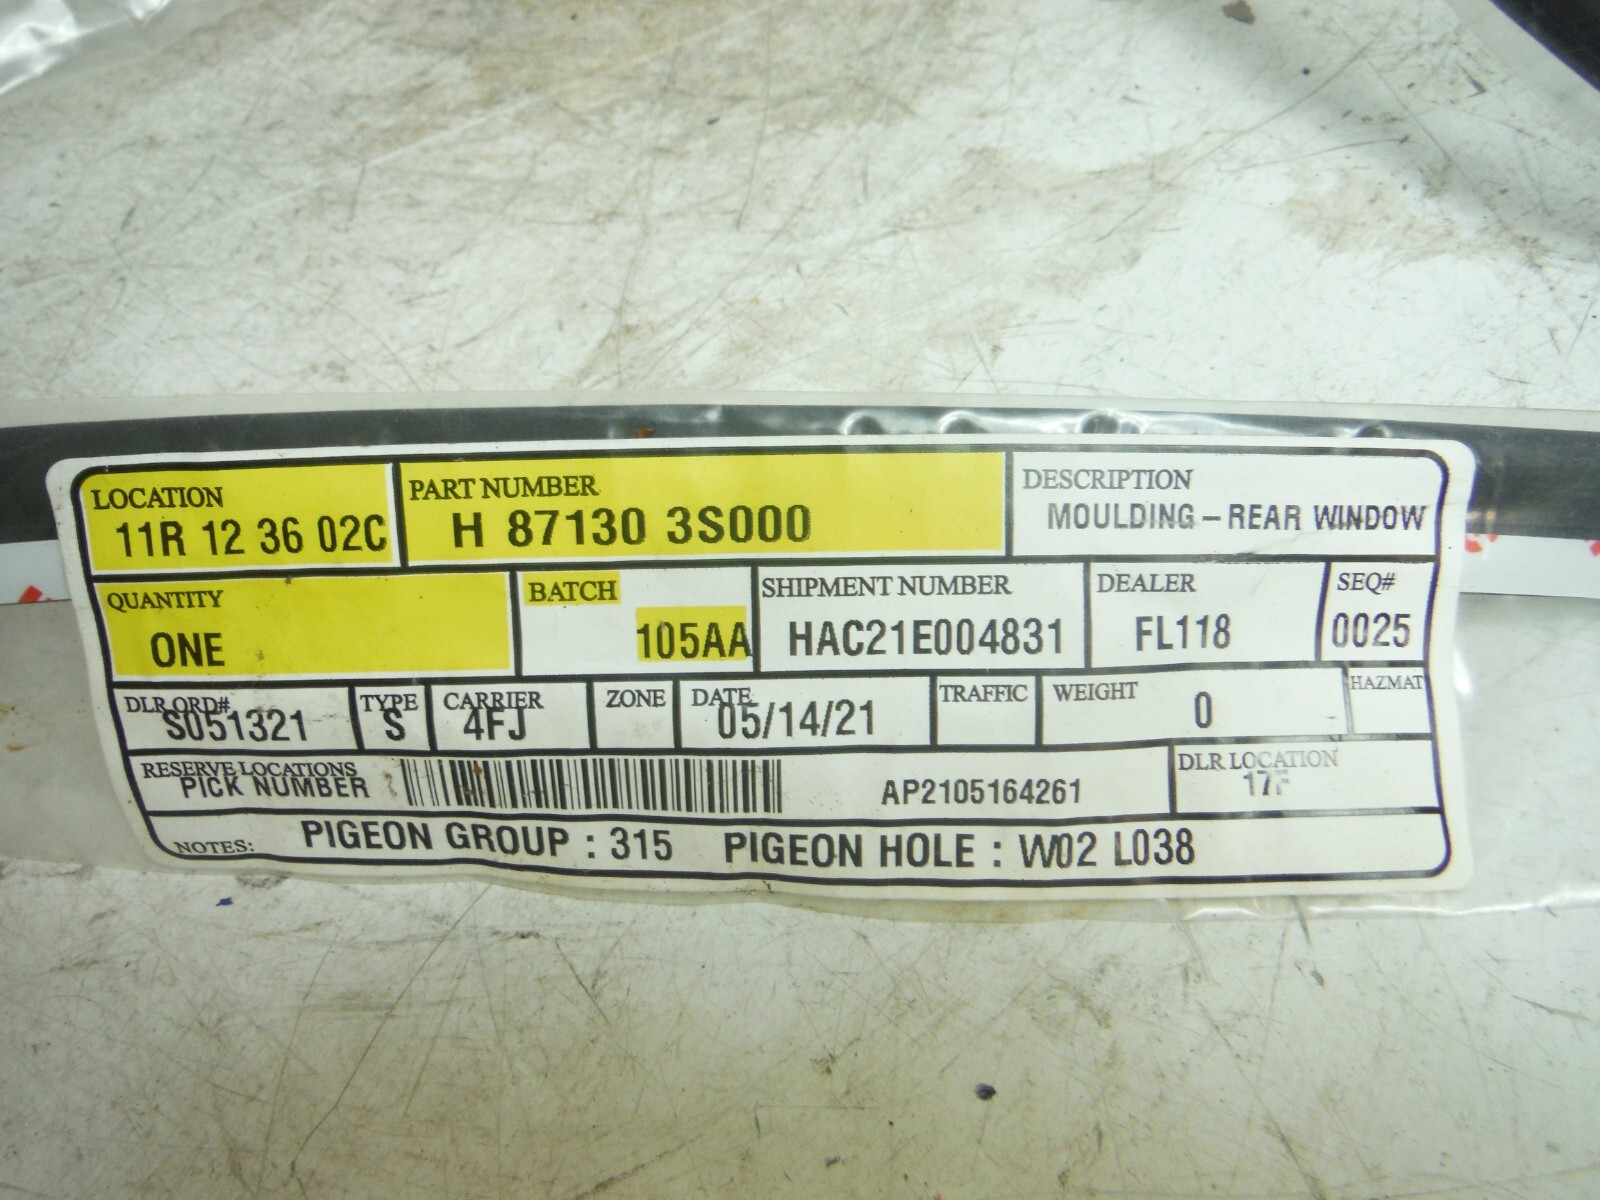 LOCATION PART NUMBER DESCRIPTION
11R 12 36 02C H 87130 3S000 MOULDING - REAR WINDOW
QUANTITY BATCH SHIPMENT NUMBER DEALER SEQ#
ONE 105AA HAC21E004831 FL118 0025
DLR ORD# TYPE CARRIER ZONE DATE TRAFFIC WEIGHT HAZMAT
S051321 S 4FJ 05/14/21 0
RESERVE LOCATIONS DLR LOCATION
PICK NUMBER AP2105164261 17F
NOTES: PIGEON GROUP : 315 PIGEON HOLE : W02 L038